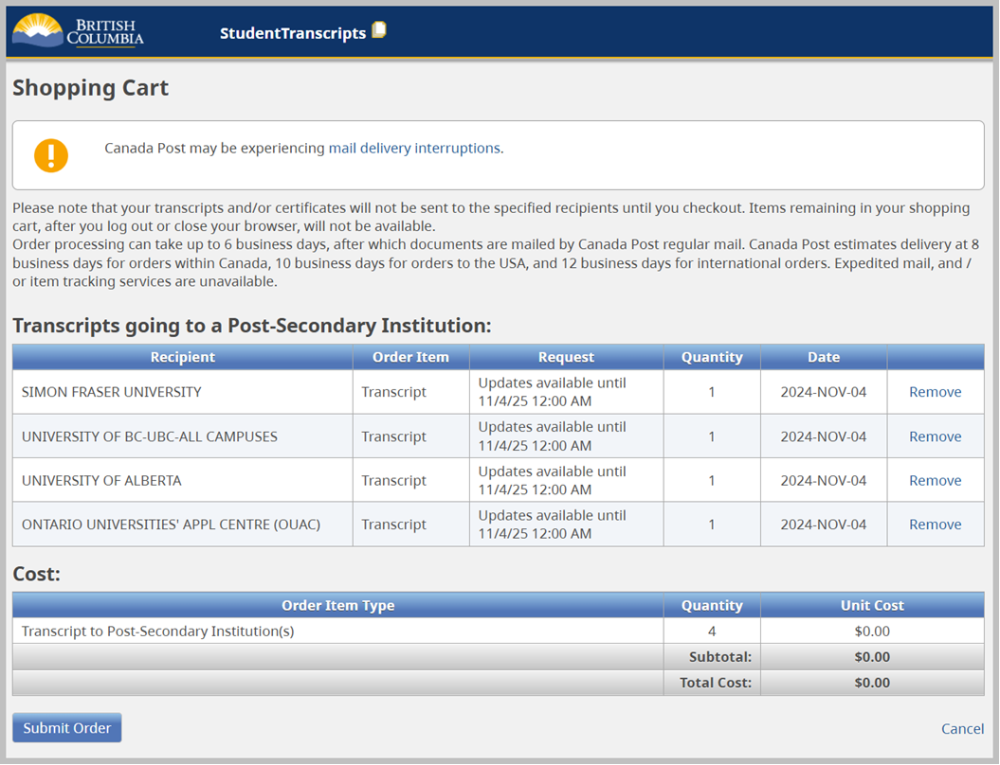 BRITISH
COLUMBIA
StudentTranscripts
Shopping Cart
Canada Post may be experiencing mail delivery interruptions.
Please note that your transcripts and/or certificates will not be sent to the specified recipients until you checkout. Items remaining in your shopping
cart, after you log out or close your browser, will not be available.
Order processing can take up to 6 business days, after which documents are mailed by Canada Post regular mail. Canada Post estimates delivery at 8
business days for orders within Canada, 10 business days for orders to the USA, and 12 business days for international orders. Expedited mail, and /
or item tracking services are unavailable.
Transcripts going to a Post-Secondary Institution:
Recipient Order Item Request Quantity Date
SIMON FRASER UNIVERSITY Transcript Updates available until 11/4/25 12:00 AM 1 2024-NOV-04 Remove
UNIVERSITY OF BC-UBC-ALL CAMPUSES Transcript Updates available until 11/4/25 12:00 AM 1 2024-NOV-04 Remove
UNIVERSITY OF ALBERTA Transcript Updates available until 11/4/25 12:00 AM 1 2024-NOV-04 Remove
ONTARIO UNIVERSITIES' APPL CENTRE (OUAC) Transcript Updates available until 11/4/25 12:00 AM 1 2024-NOV-04 Remove
Cost:
Order Item Type Quantity Unit Cost
Transcript to Post-Secondary Institution(s) 4 $0.00
Subtotal: $0.00
Total Cost: $0.00
Submit Order Cancel